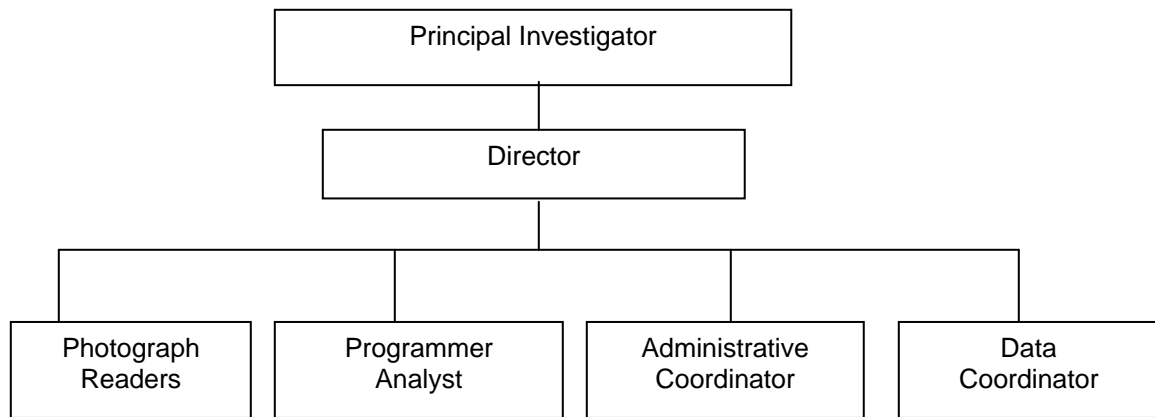 Principal Investigator
Director
Photograph
Readers
Programmer
Analyst
Administrative
Coordinator
Data
Coordinator